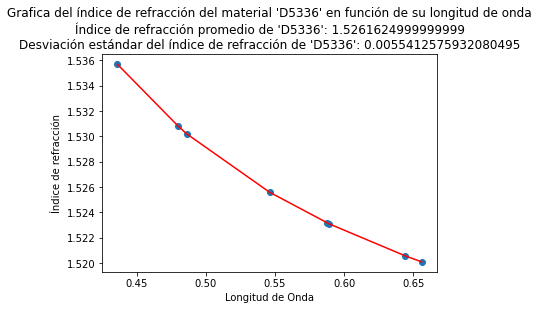 Grafica del índice de refracción del material 'D5336' en función de su longitud de onda
Índice de refracción promedio de 'D5336': 1.5261624999999999
Desviación estándar del índice de refracción de 'D5336': 0.0055412575932080495
1.536
1.534
1.532
1.530
1.528
1.526
1.524
1.522
1.520
Índice de refracción
0.45
0.50
0.55
0.60
0.65
Longitud de Onda